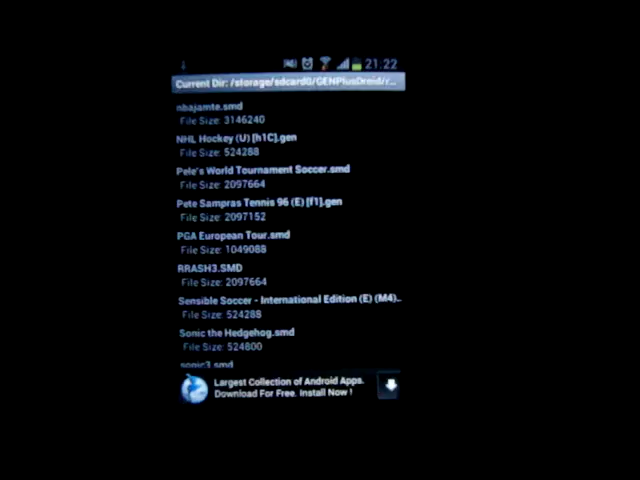 21:22
Current Dir: /storage/sdcard0/GENPlusDroid/r...
nbajamte.smd
File Size: 3146240
NHL Hockey (U) [h1C].gen
File Size: 524288
Pele's World Tournament Soccer.smd
File Size: 2097664
Pete Sampras Tennis 96 (E) [f1].gen
File Size: 2097152
PGA European Tour.smd
File Size: 1049088
RRASH3.SMD
File Size: 2097664
Sensible Soccer - International Edition (E) (M4)..
File Size: 524288
Sonic the Hedgehog.smd
File Size: 524800
sonic3.smd
Largest Collection of Android Apps.
Download For Free. Install Now !